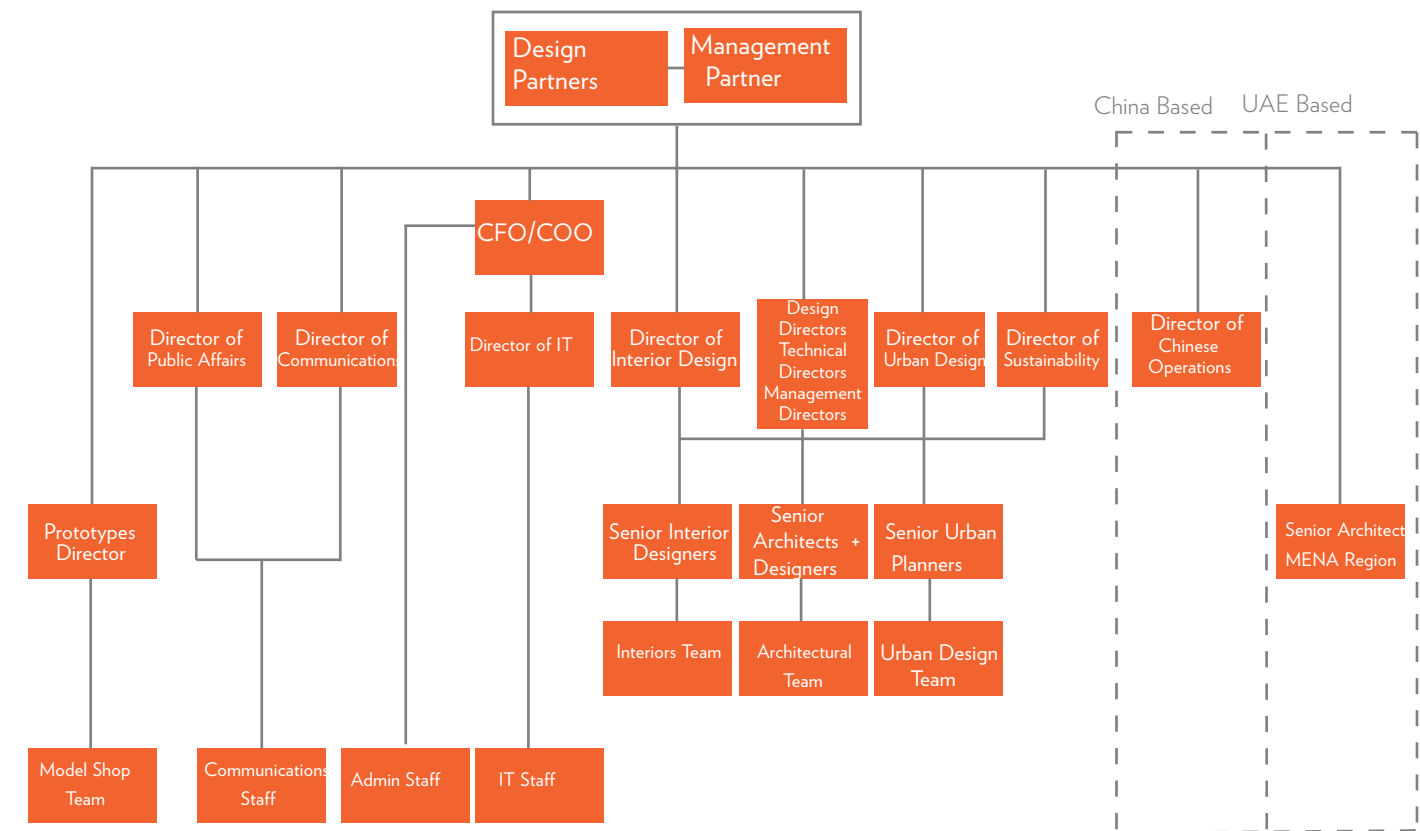 Design
Partners
Management
Partner
China Based
UAE Based
CFO/COO
Director of
Public Affairs
Director of
Communications
Director of IT
Director of
Interior Design
Design
Directors
Technical
Directors
Management
Directors
Director of
Urban Design
Director of
Sustainability
Director of
Chinese
Operations
Prototypes
Director
Senior Interior
Designers
Senior
Architects +
Designers
Senior Urban
Planners
Senior Architect
MENA Region
Interiors Team
Architectural
Team
Urban Design
Team
Model Shop
Team
Communications
Staff
Admin Staff
IT Staff